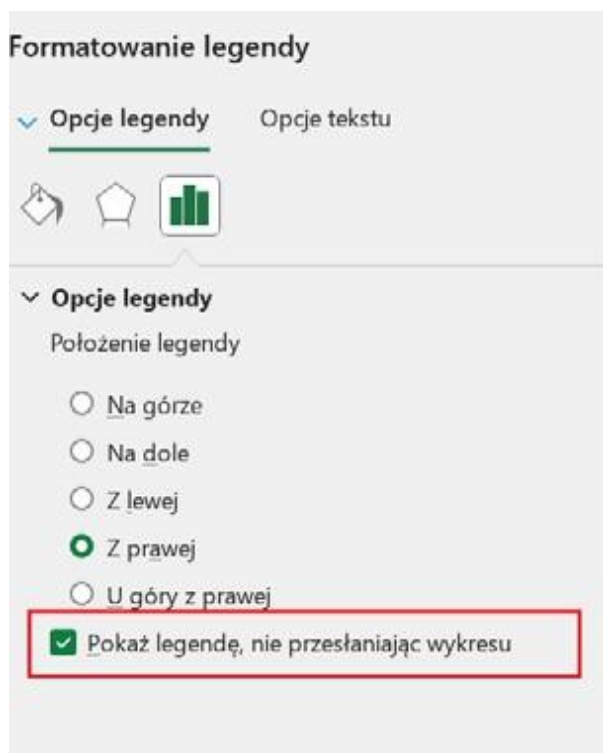 Formatowanie legendy
Opcje legendy Opcje tekstu
Opcje legendy
Położenie legendy
Na górze
Na dole
Z lewej
Z prawej
U góry z prawej
Pokaż legendę, nie przesłaniając wykresu